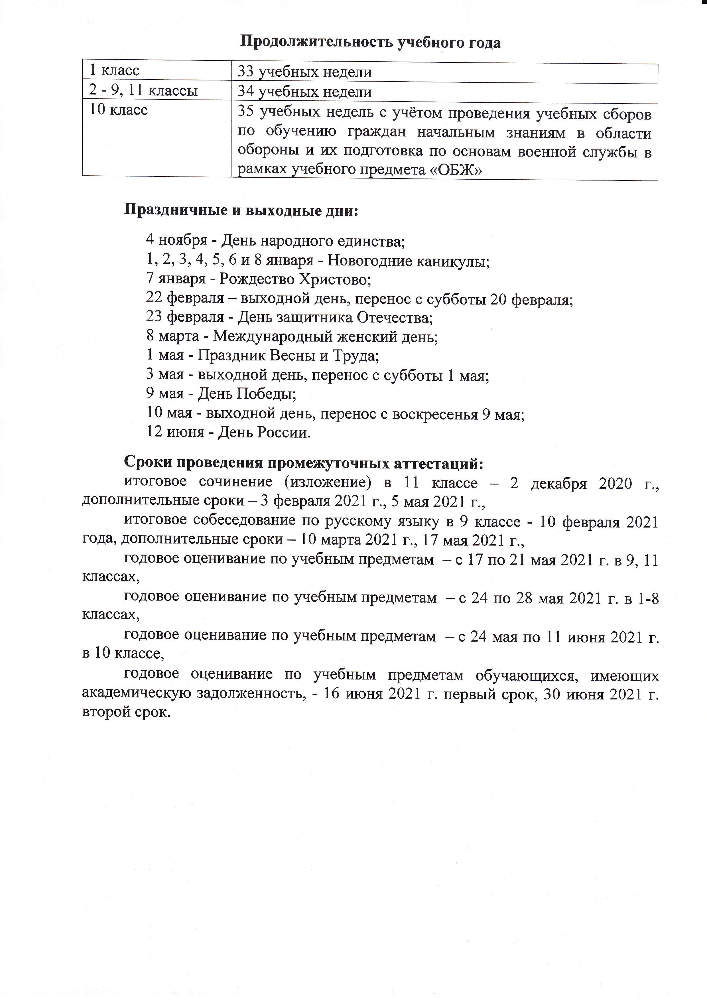 Продолжительность учебного года
1 класс
33 учебных недели
2 - 9, 11 классы
34 учебных недели
10 класс
35 учебных недель с учётом проведения учебных сборов
по обучению граждан начальным знаниям в области
обороны и их подготовка по основам военной службы в
рамках учебного предмета «ОБЖ»
Праздничные и выходные дни:
4 ноября - День народного единства;
1, 2, 3, 4, 5, 6 и 8 января - Новогодние каникулы;
7 января - Рождество Христово;
22 февраля – выходной день, перенос с субботы 20 февраля;
23 февраля - День защитника Отечества;
8 марта - Международный женский день;
1 мая - Праздник Весны и Труда;
3 мая - выходной день, перенос с субботы 1 мая;
9 мая - День Победы;
10 мая - выходной день, перенос с воскресенья 9 мая;
12 июня - День России.
Сроки проведения промежуточных аттестаций:
итоговое сочинение (изложение) в 11 классе – 2 декабря 2020 г.,
дополнительные сроки – 3 февраля 2021 г., 5 мая 2021 г.,
итоговое собеседование по русскому языку в 9 классе - 10 февраля 2021
года, дополнительные сроки – 10 марта 2021 г., 17 мая 2021 г.,
годовое оценивание по учебным предметам – с 17 по 21 мая 2021 г. в 9, 11
классах,
годовое оценивание по учебным предметам – с 24 по 28 мая 2021 г. в 1-8
классах,
годовое оценивание по учебным предметам – с 24 мая по 11 июня 2021 г.
в 10 классе,
годовое оценивание по учебным предметам обучающихся, имеющих
академическую задолженность, - 16 июня 2021 г. первый срок, 30 июня 2021 г.
второй срок.